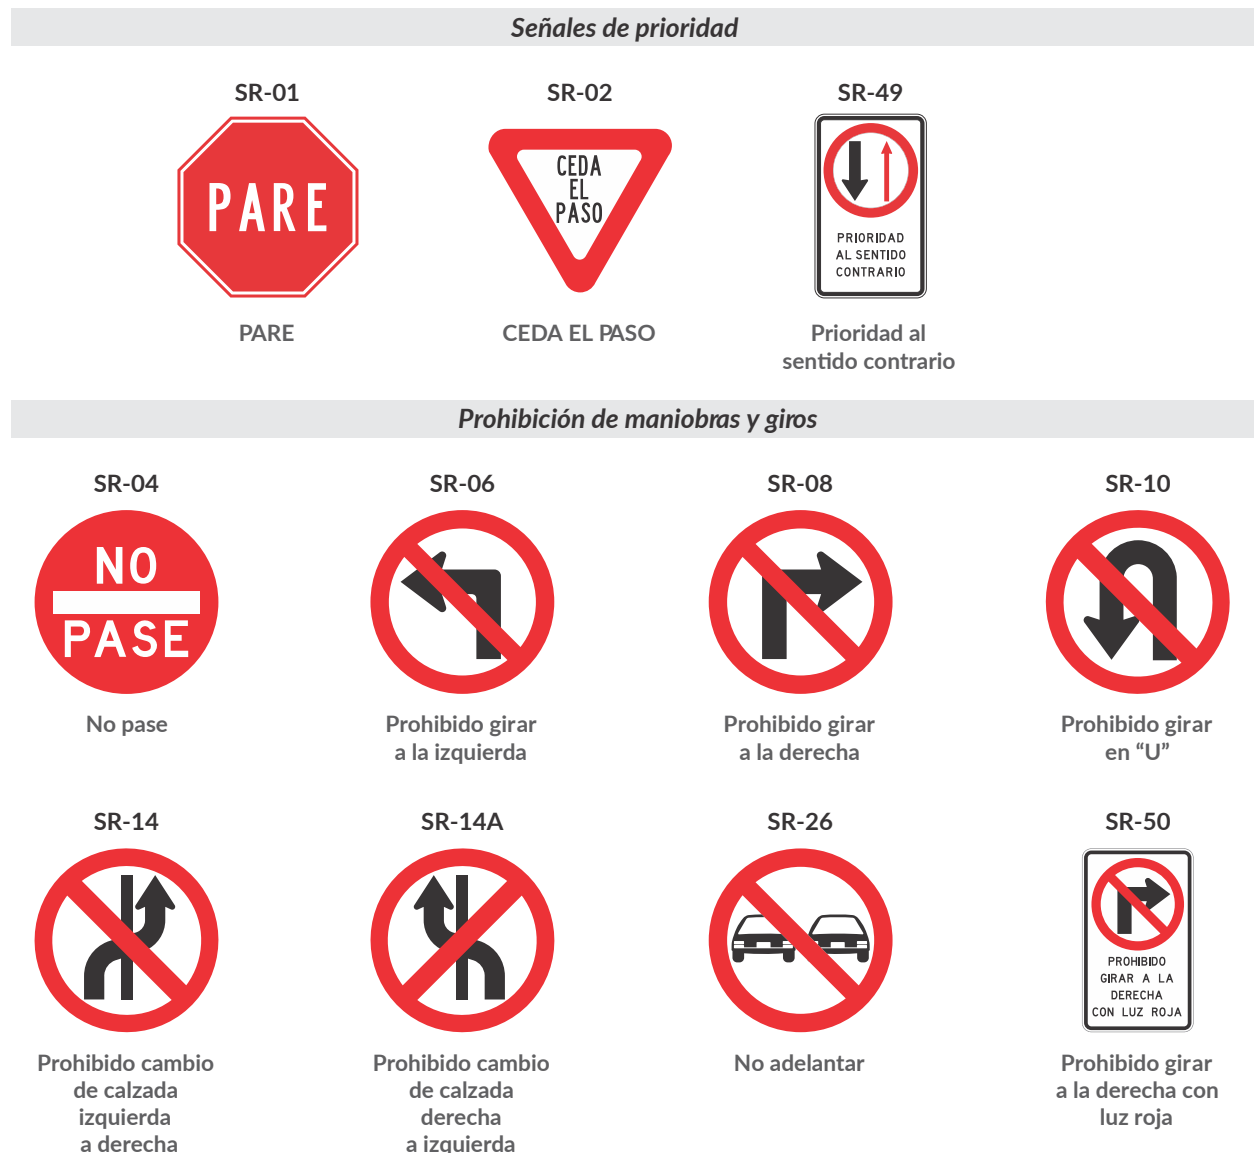 Señales de prioridad
SR-01
SR-02
SR-49
PARE
CEDA
EL
PASO
PRIORIDAD
AL SENTIDO
CONTRARIO
PARE
CEDA EL PASO
Prioridad al
sentido contrario
Prohibición de maniobras y giros
SR-04
SR-06
SR-08
SR-10
NO
PASE
No pase
Prohibido girar
a la izquierda
Prohibido girar
a la derecha
Prohibido girar
en “U”
SR-14
SR-14A
SR-26
SR-50
PROHIBIDO
GIRAR A LA
DERECHA
CON LUZ ROJA
Prohibido cambio
de calzada
izquierda
a derecha
Prohibido cambio
de calzada
derecha
a izquierda
No adelantar
Prohibido girar
a la derecha con
luz roja